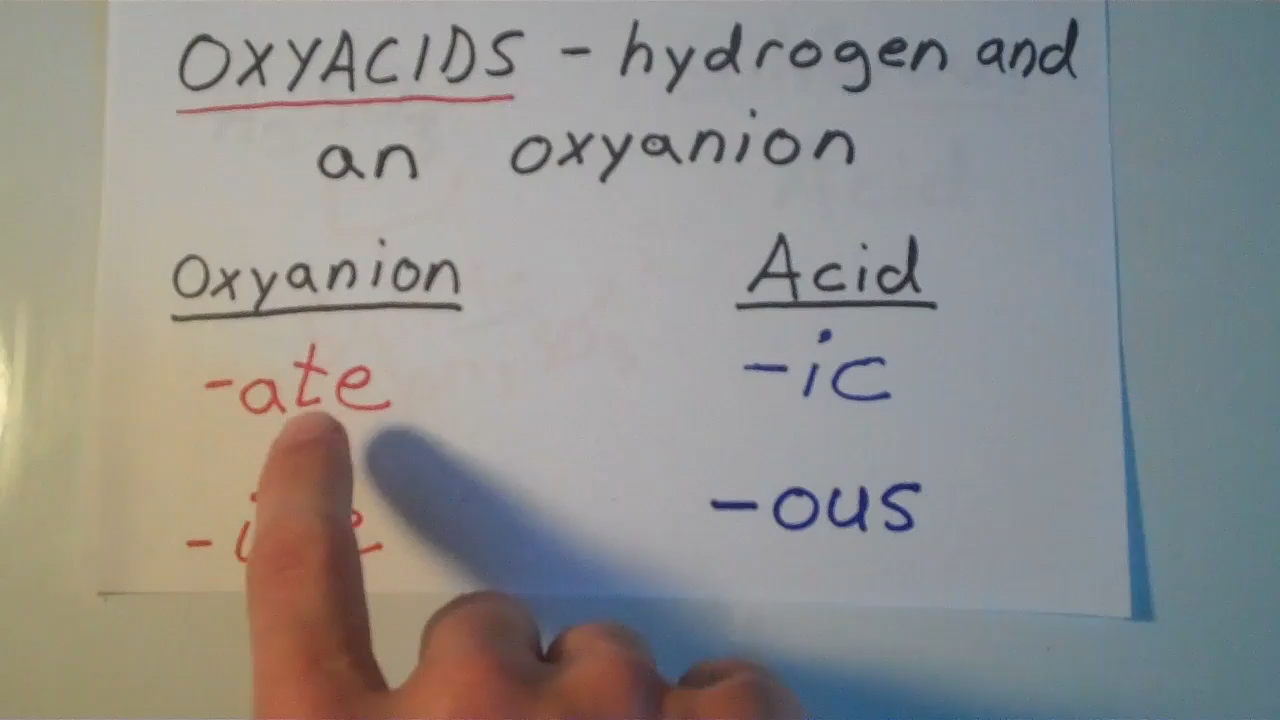 OXYACIDS - hydrogen and
an oxyanion
Oxyanion Acid
-ate -ic
-ous